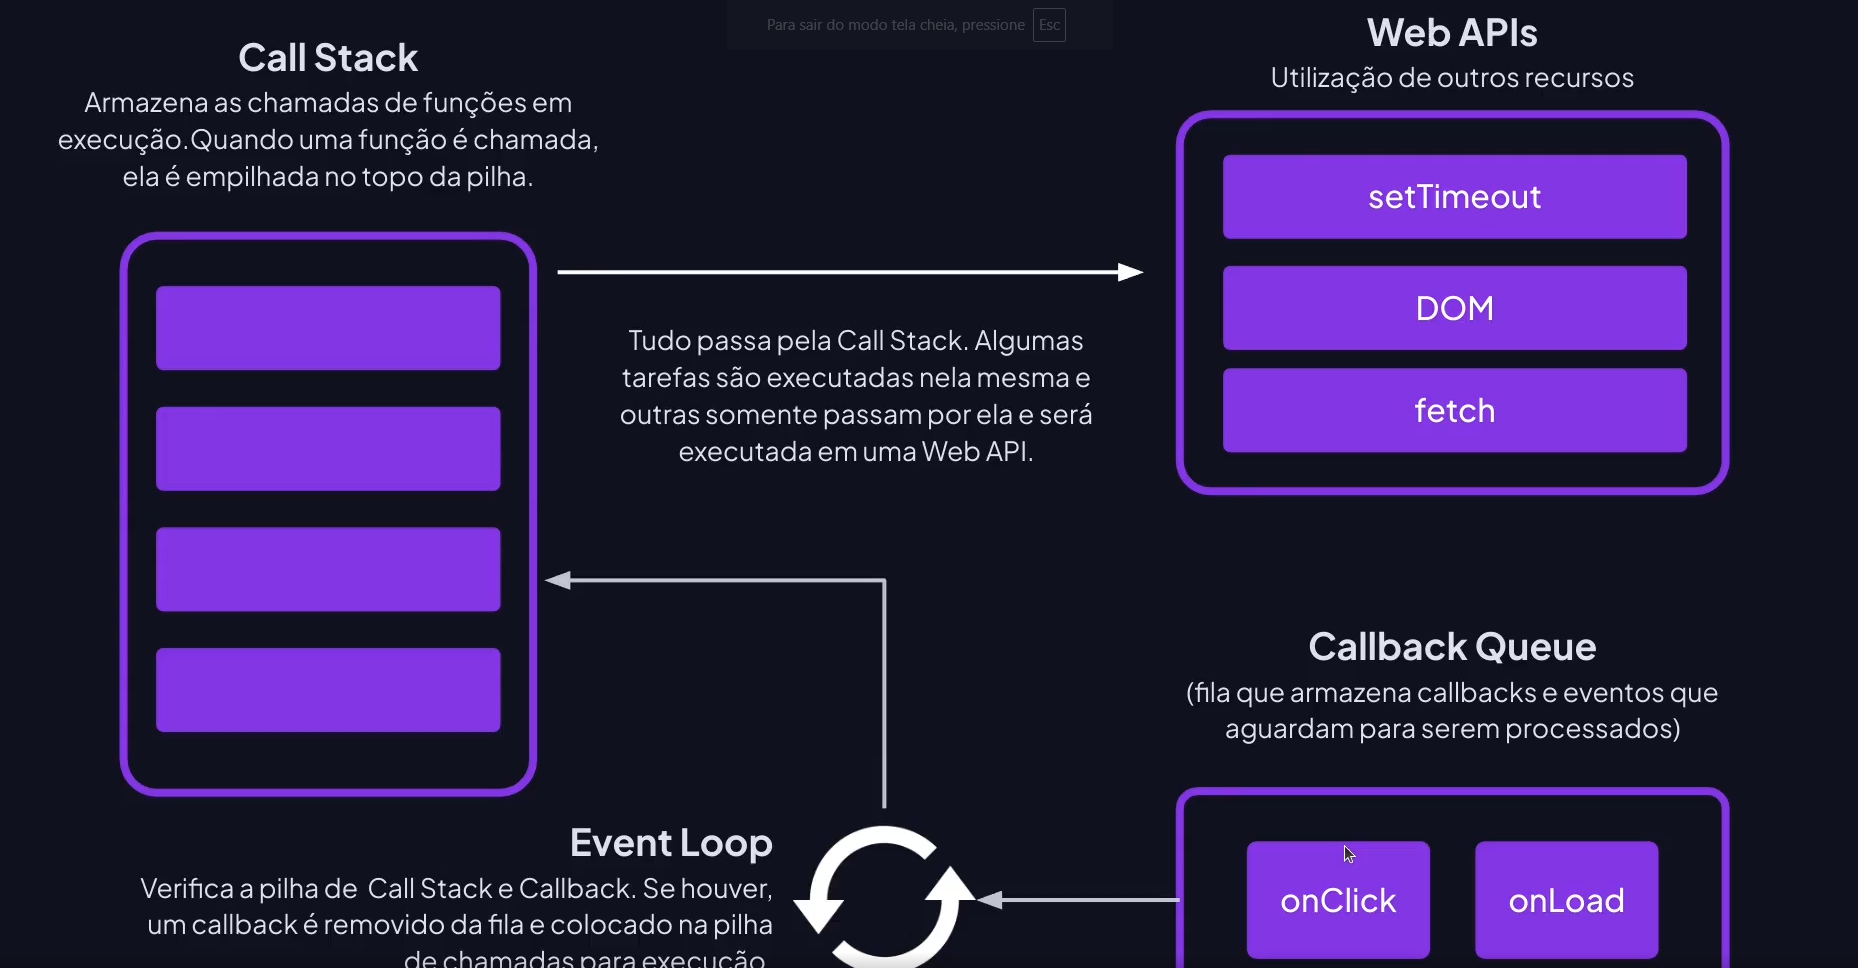 Para sair do modo tela cheia, pressione Esc
Call Stack
Armazena as chamadas de funções em
execução.Quando uma função é chamada,
ela é empilhada no topo da pilha.
Web APIs
Utilização de outros recursos
setTimeout
DOM
fetch
Tudo passa pela Call Stack. Algumas
tarefas são executadas nela mesma e
outras somente passam por ela e será
executada em uma Web API.
Callback Queue
(fila que armazena callbacks e eventos que
aguardam para serem processados)
onClick
onLoad
Event Loop
Verifica a pilha de Call Stack e Callback. Se houver,
um callback é removido da fila e colocado na pilha
de chamadas para execução.